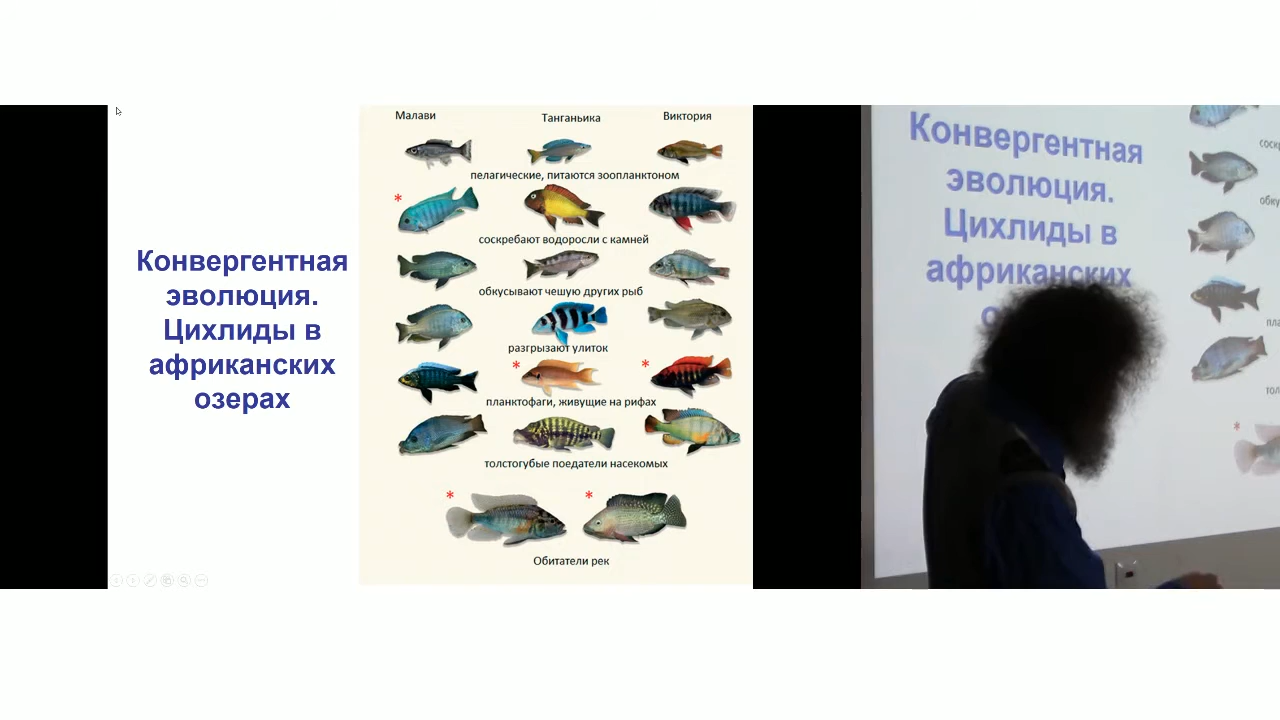 Конвергентная
эволюция.
Цихлиды в
африканских
озерах
Малави
Танганьика
Виктория
пелагические, питаются зоопланктоном
*
соскребают водоросли с камней
обкусывают чешую других рыб
разгрызают улиток
*
*
планктофаги, живущие на рифах
толстогубые поедатели насекомых
*
*
Обитатели рек
Конвергентная
эволюция.
Цихлиды в
африканских
*